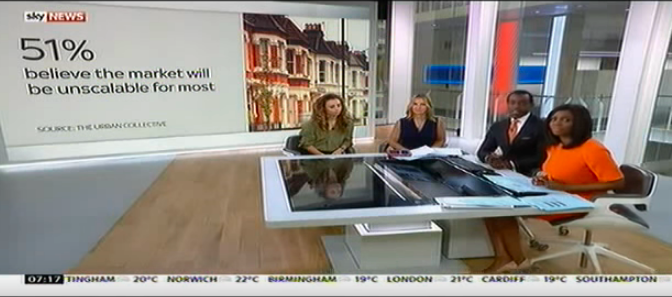 sky NEWS
51%
believe the market will
be unscalable for most
SOURCE: THE URBAN COLLECTIVE
07:17 TINGHAM 20°C NORWICH 22°C BIRMINGHAM 19°C LONDON 21°C CARDIFF 19°C SOUTHAMPTON